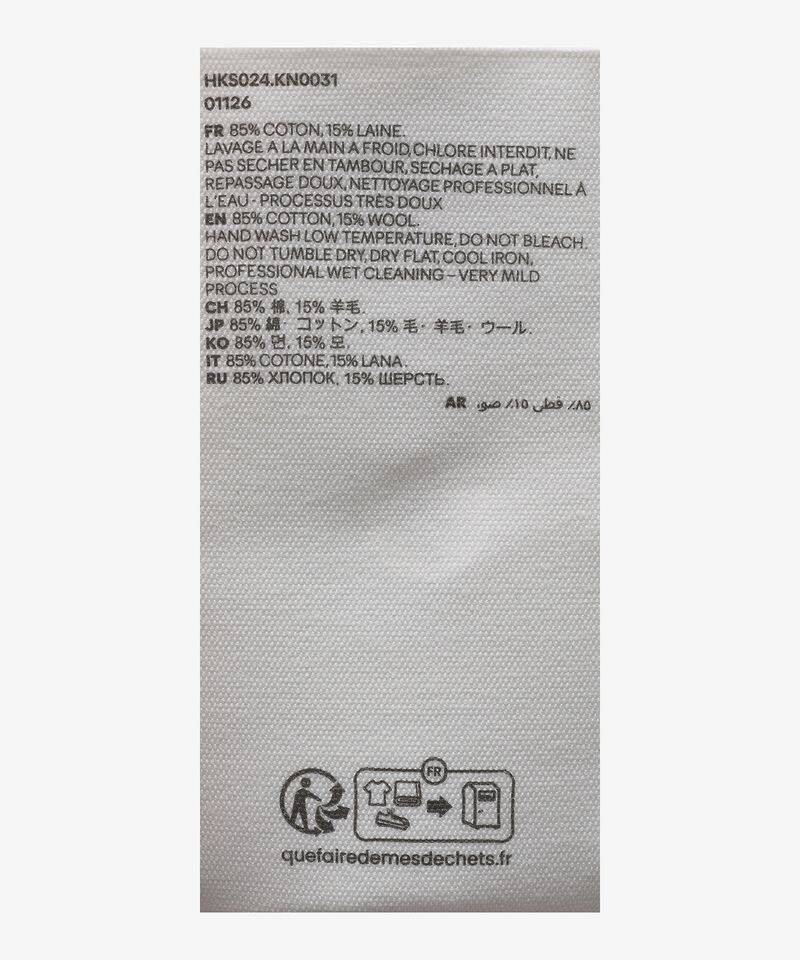 HKS024.KN0031
01126
FR 85% COTON, 15% LAINE.
LAVAGE A LA MAIN A FROID, CHLORE INTERDIT, NE
PAS SECHER EN TAMBOUR, SECHAGE A PLAT,
REPASSAGE DOUX, NETTOYAGE PROFESSIONNEL À
L'EAU - PROCESSUS TRÈS DOUX
EN 85% COTTON, 15% WOOL.
HAND WASH LOW TEMPERATURE, DO NOT BLEACH.
DO NOT TUMBLE DRY, DRY FLAT, COOL IRON,
PROFESSIONAL WET CLEANING – VERY MILD
PROCESS
CH 85% 棉, 15% 羊毛.
JP 85% 綿・ コットン, 15% 毛・ 羊毛・ ウール.
KO 85% 면, 15% 모.
IT 85% COTONE, 15% LANA.
RU 85% ХЛОПОК, 15% ШЕРСТЬ.
AR ٨٥٪ قطن ١٥٪ صو.
FR
quefairedemesdechets.fr